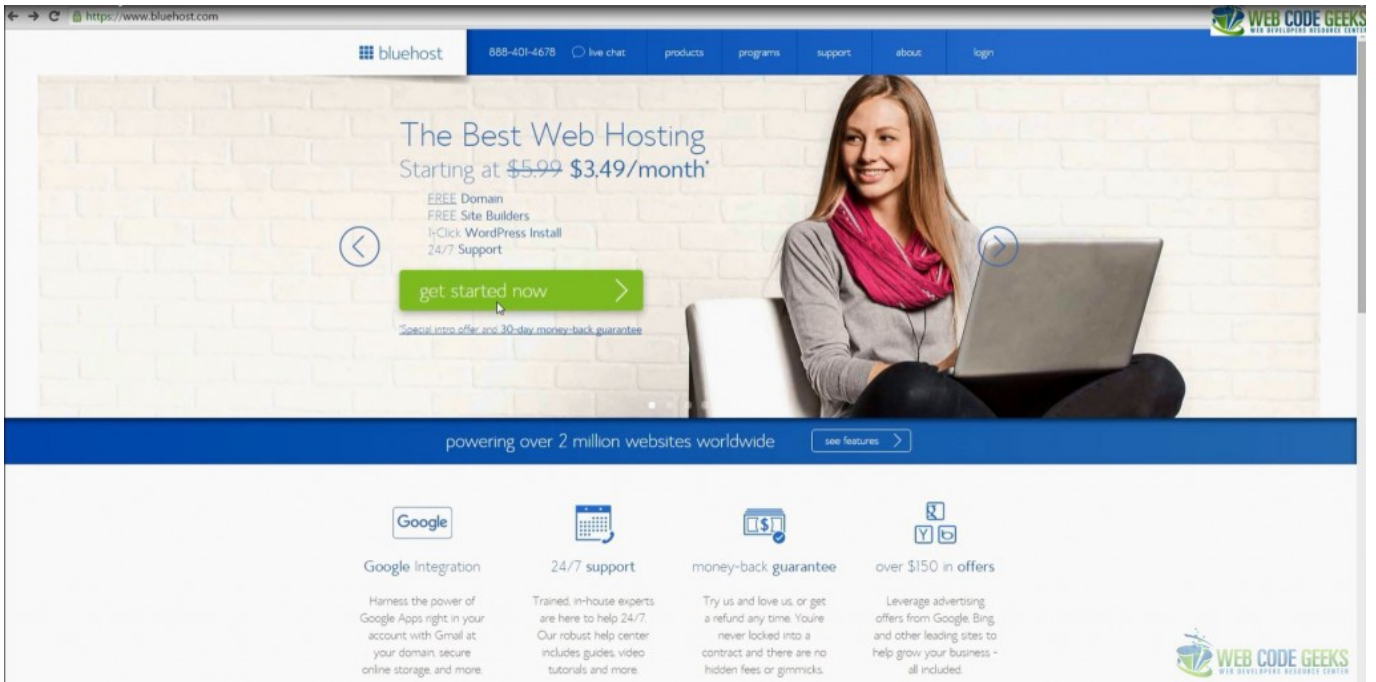 https://www.bluehost.com
WEB CODE GEEKS
WEB DEVELOPERS RESOURCE CENTER
bluehost
888-401-4678
live chat
products
programs
support
about
login
The Best Web Hosting
Starting at $5.99 $3.49/month*
FREE Domain
FREE Site Builders
1-Click WordPress Install
24/7 Support
get started now
*Special intro offer and 30-day money-back guarantee
powering over 2 million websites worldwide
see features
Google
Google Integration
Harness the power of
Google Apps right in your
account with Gmail at
your domain, secure
online storage, and more.
24/7 support
Trained, in-house experts
are here to help 24/7.
Our robust help center
includes guides, video
tutorials and more.
$
money-back guarantee
Try us and love us, or get
a refund any time. You're
never locked into a
contract and there are no
hidden fees or gimmicks.
g
Y b
over $150 in offers
Leverage advertising
offers from Google, Bing,
and other leading sites to
help grow your business -
all included.
WEB CODE GEEKS
WEB DEVELOPERS RESOURCE CENTER